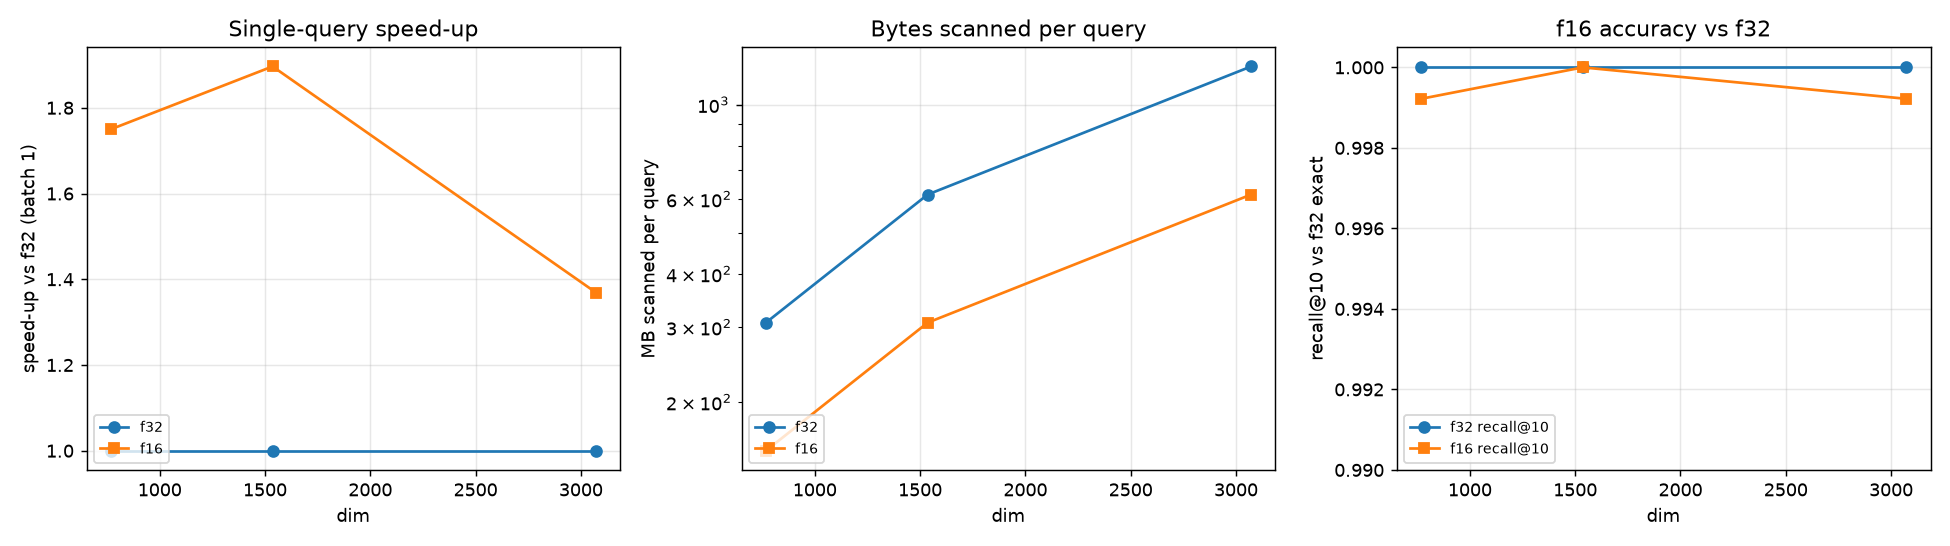 Single-query speed-up
speed-up vs f32 (batch 1)
1.8
1.6
1.4
1.2
1.0
f32
f16
1000 1500 2000 2500 3000
dim
Bytes scanned per query
MB scanned per query
10³
6 × 10²
4 × 10²
3 × 10²
2 × 10²
f32
f16
1000 1500 2000 2500 3000
dim
f16 accuracy vs f32
recall@10 vs f32 exact
1.000
0.998
0.996
0.994
0.992
0.990
f32 recall@10
f16 recall@10
1000 1500 2000 2500 3000
dim